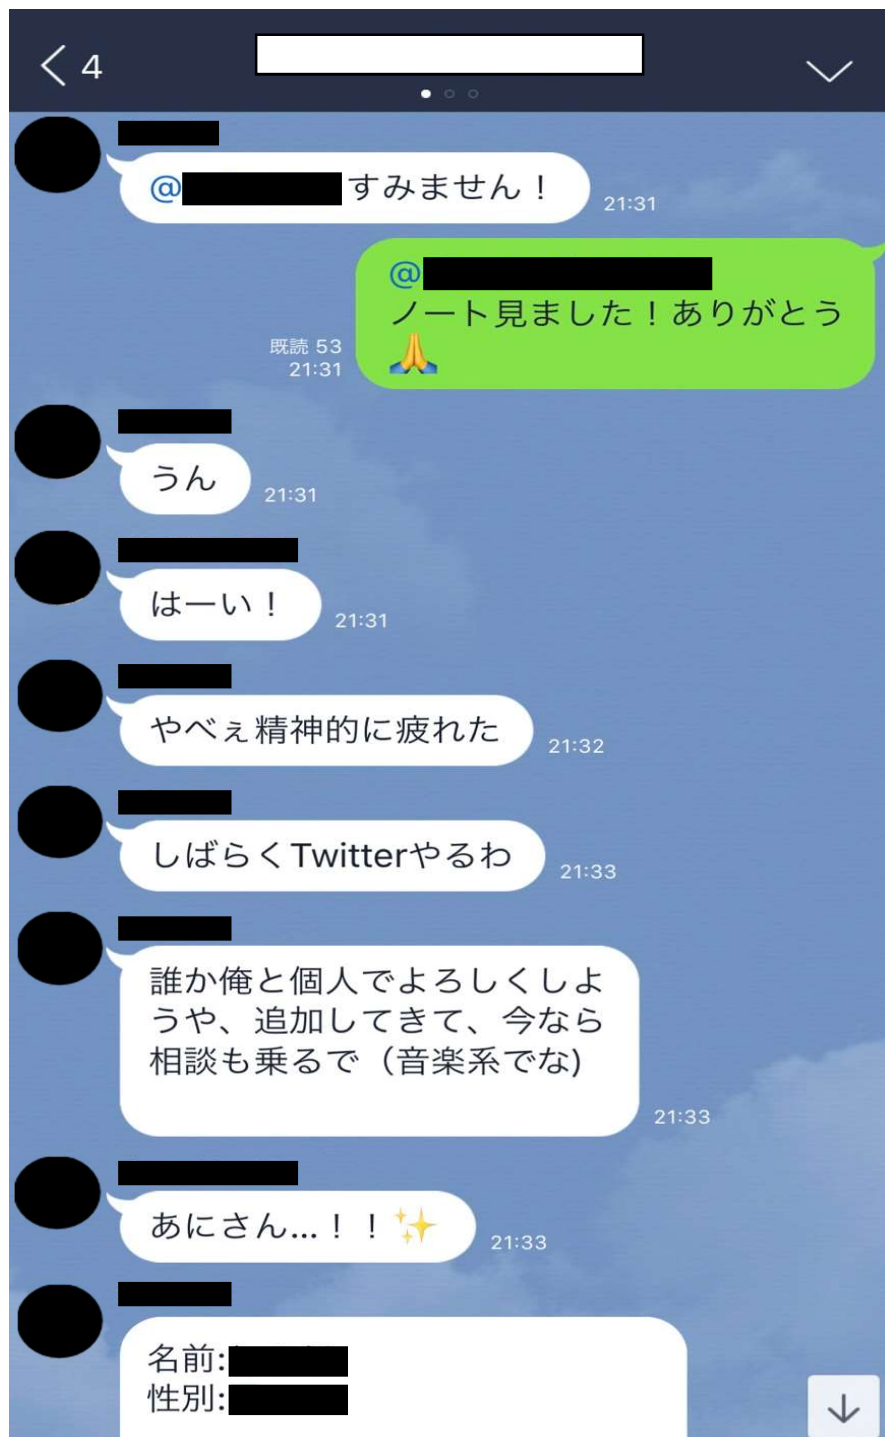 4
@
すみません！
21:31
@
ノート見ました！ありがとう
🙏
既読 53
21:31
うん
21:31
はーい！
21:31
やべぇ精神的に疲れた
21:32
しばらくTwitterやるわ
21:33
誰か俺と個人でよろしくしよ
うや、追加してきて、今なら
相談も乗るで（音楽系でな)
21:33
あにさん...！！✨
21:33
名前:
性別: